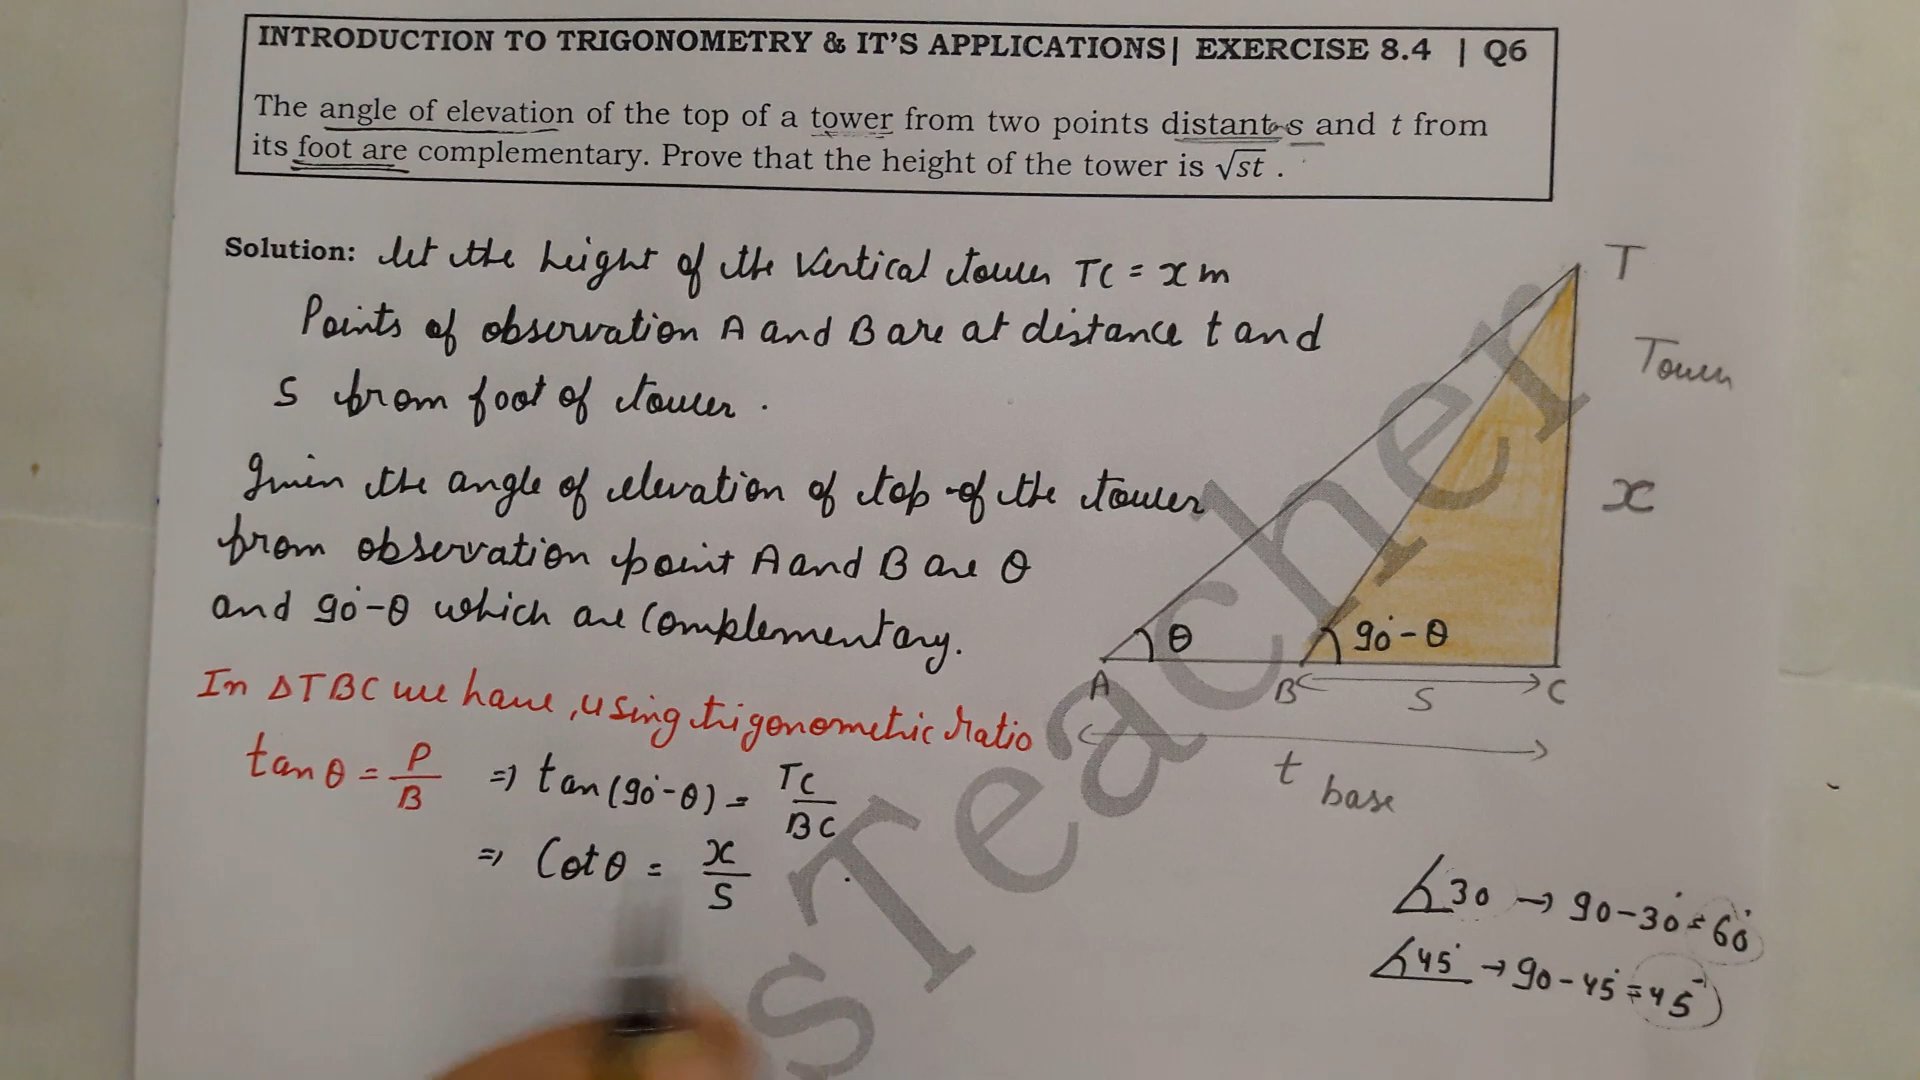 INTRODUCTION TO TRIGONOMETRY & IT'S APPLICATIONS| EXERCISE 8.4 | Q6
The angle of elevation of the top of a tower from two points distant s and t from
its foot are complementary. Prove that the height of the tower is √st .
Solution: let the height of the vertical tower TC = x m
Points of observation A and B are at distance t and
S from foot of tower .
Given the angle of elevation of top of the tower
from observation point A and B are θ
and 90°-θ which are Complementary.
In △TBC we have, using trigonometric ratio
tan θ = P/B ⇒ tan (90°-θ) = TC/BC
⇒ Cot θ = x/S
T
Tower
x
θ
90°-θ
A
B
S
C
t
base
∠30 → 90-30° = 60°
∠45° → 90-45° = 45°
sTeacher